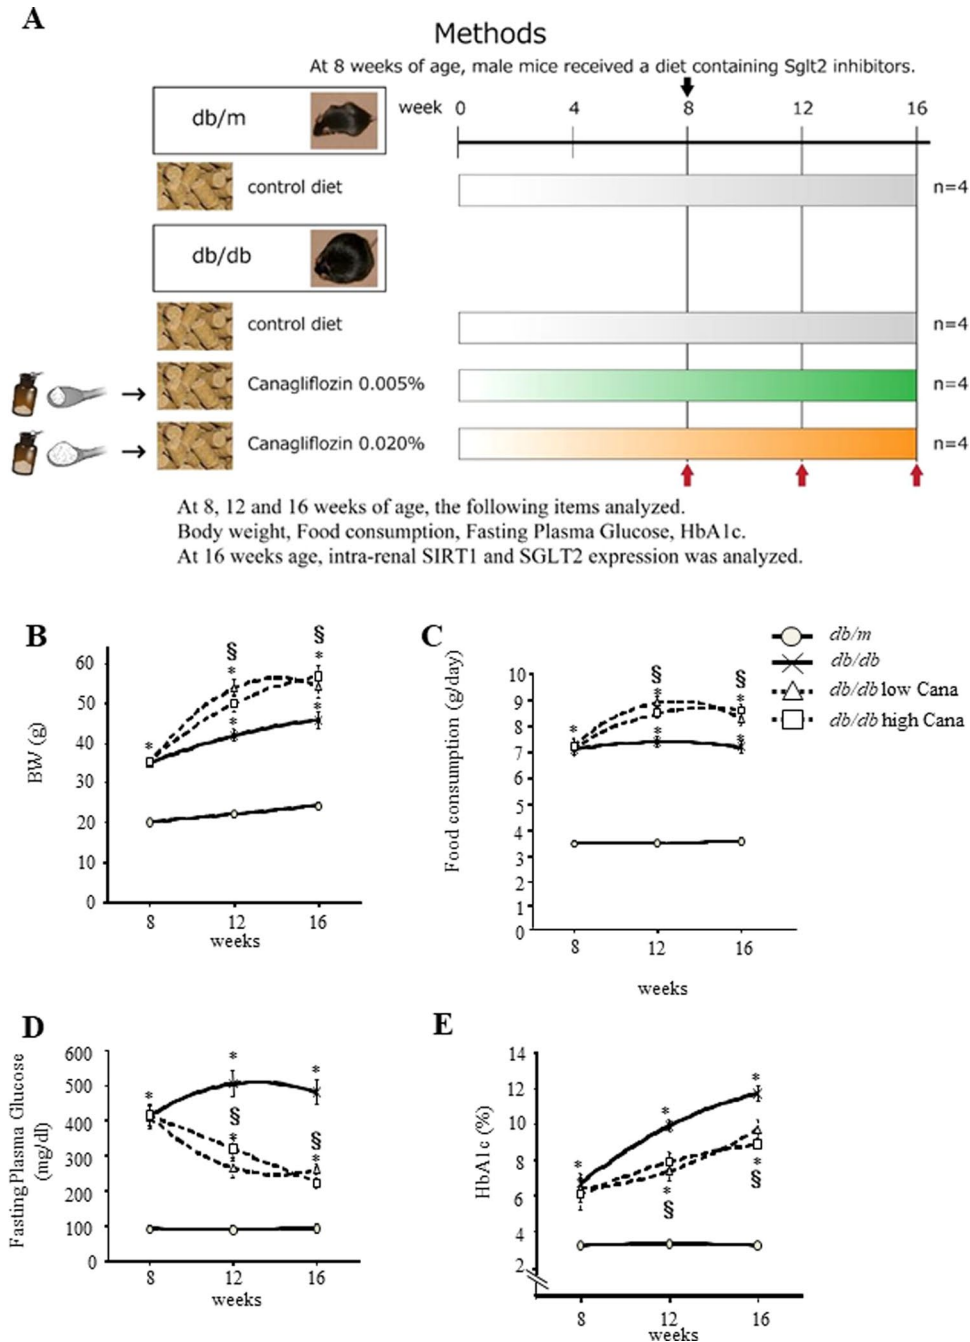 A
Methods
At 8 weeks of age, male mice received a diet containing Sglt2 inhibitors.
week 0 4 8 12 16
db/m
control diet n=4
db/db
control diet n=4
Canagliflozin 0.005% n=4
Canagliflozin 0.020% n=4
At 8, 12 and 16 weeks of age, the following items analyzed.
Body weight, Food consumption, Fasting Plasma Glucose, HbA1c.
At 16 weeks age, intra-renal SIRT1 and SGLT2 expression was analyzed.
B
BW (g)
60
50
40
30
20
10
0
* § * * § * *
8 12 16
weeks
C
Food consumption (g/day)
10
9
8
7
6
5
4
3
2
1
0
* § * * § * *
8 12 16
weeks
db/m
db/db
db/db low Cana
db/db high Cana
D
Fasting Plasma Glucose
(mg/dl)
600
500
400
300
200
100
0
* * * § * § *
8 12 16
weeks
E
HbA1c (%)
14
12
10
8
6
4
2
* * * * § * §
8 12 16
weeks